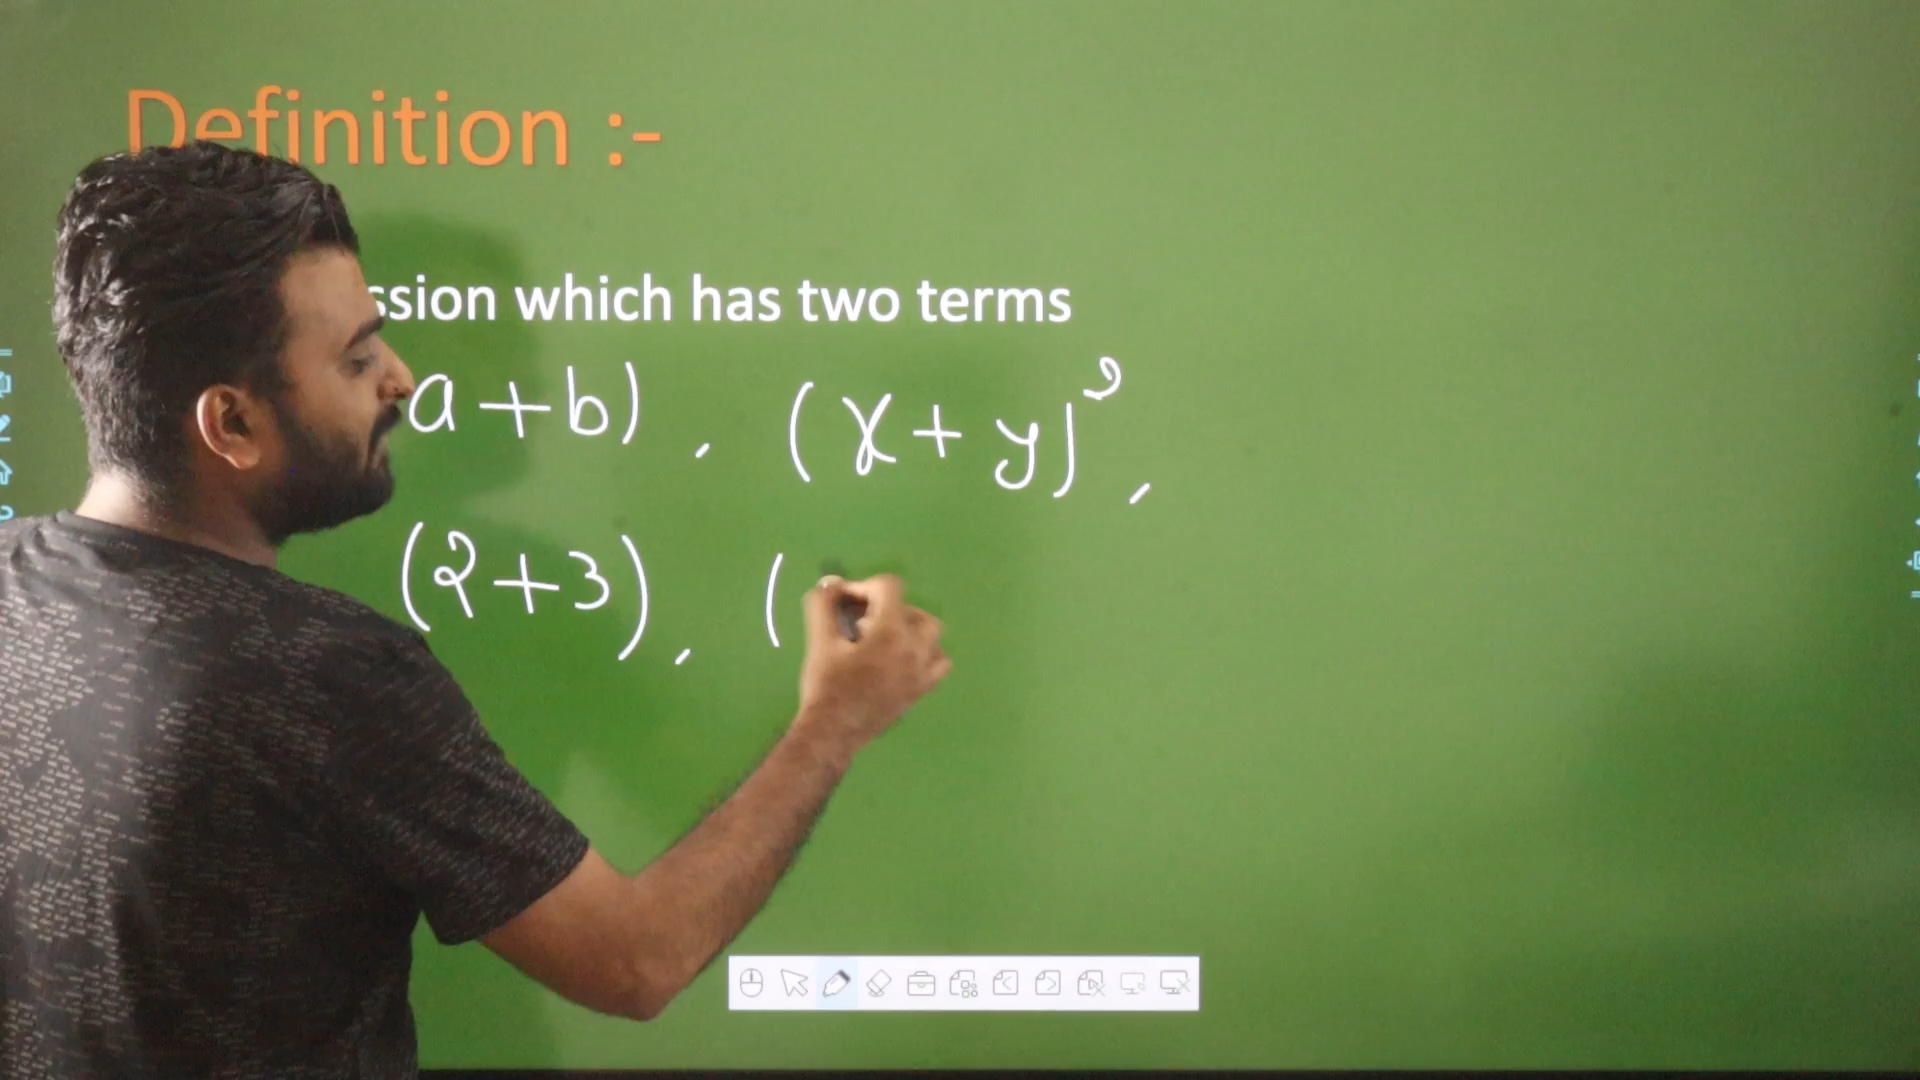 Definition :-
ssion which has two terms
a + b) , (x + y)² ,
(2 + 3) , (